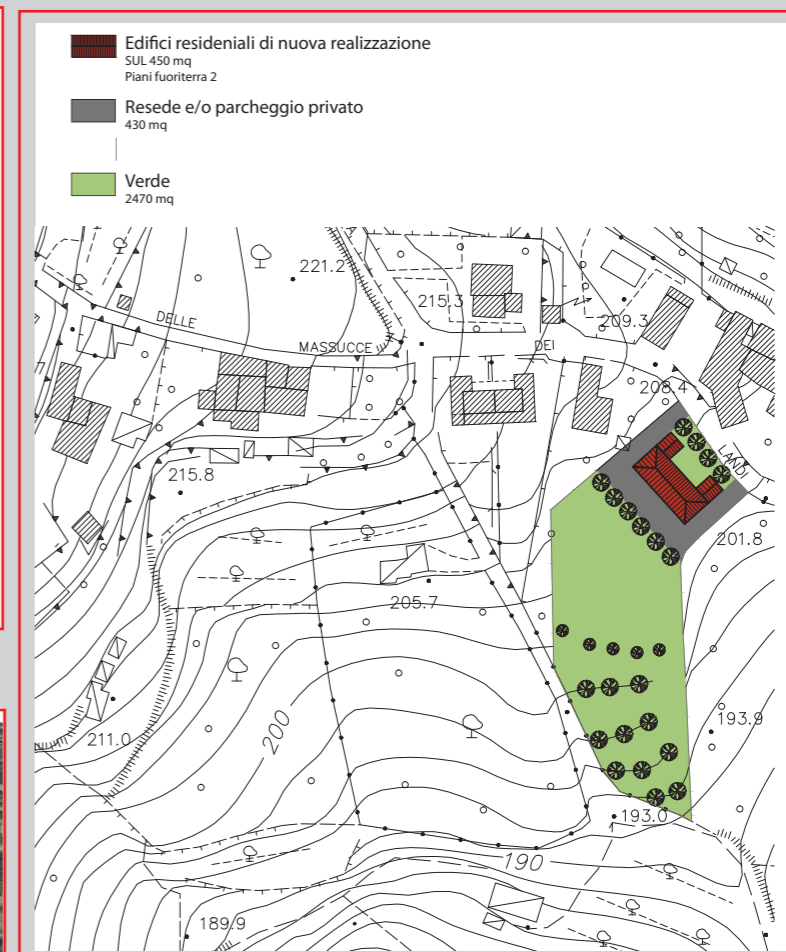 Edifici resideniali di nuova realizzazione
SUL 450 mq
Piani fuoriterra 2
Resede e/o parcheggio privato
430 mq
Verde
2470 mq
221.2
215.3
209.3
DELLE
MASSUCCE
DEI
208.4
LANDI
215.8
201.8
205.7
200
193.9
211.0
193.0
190
189.9